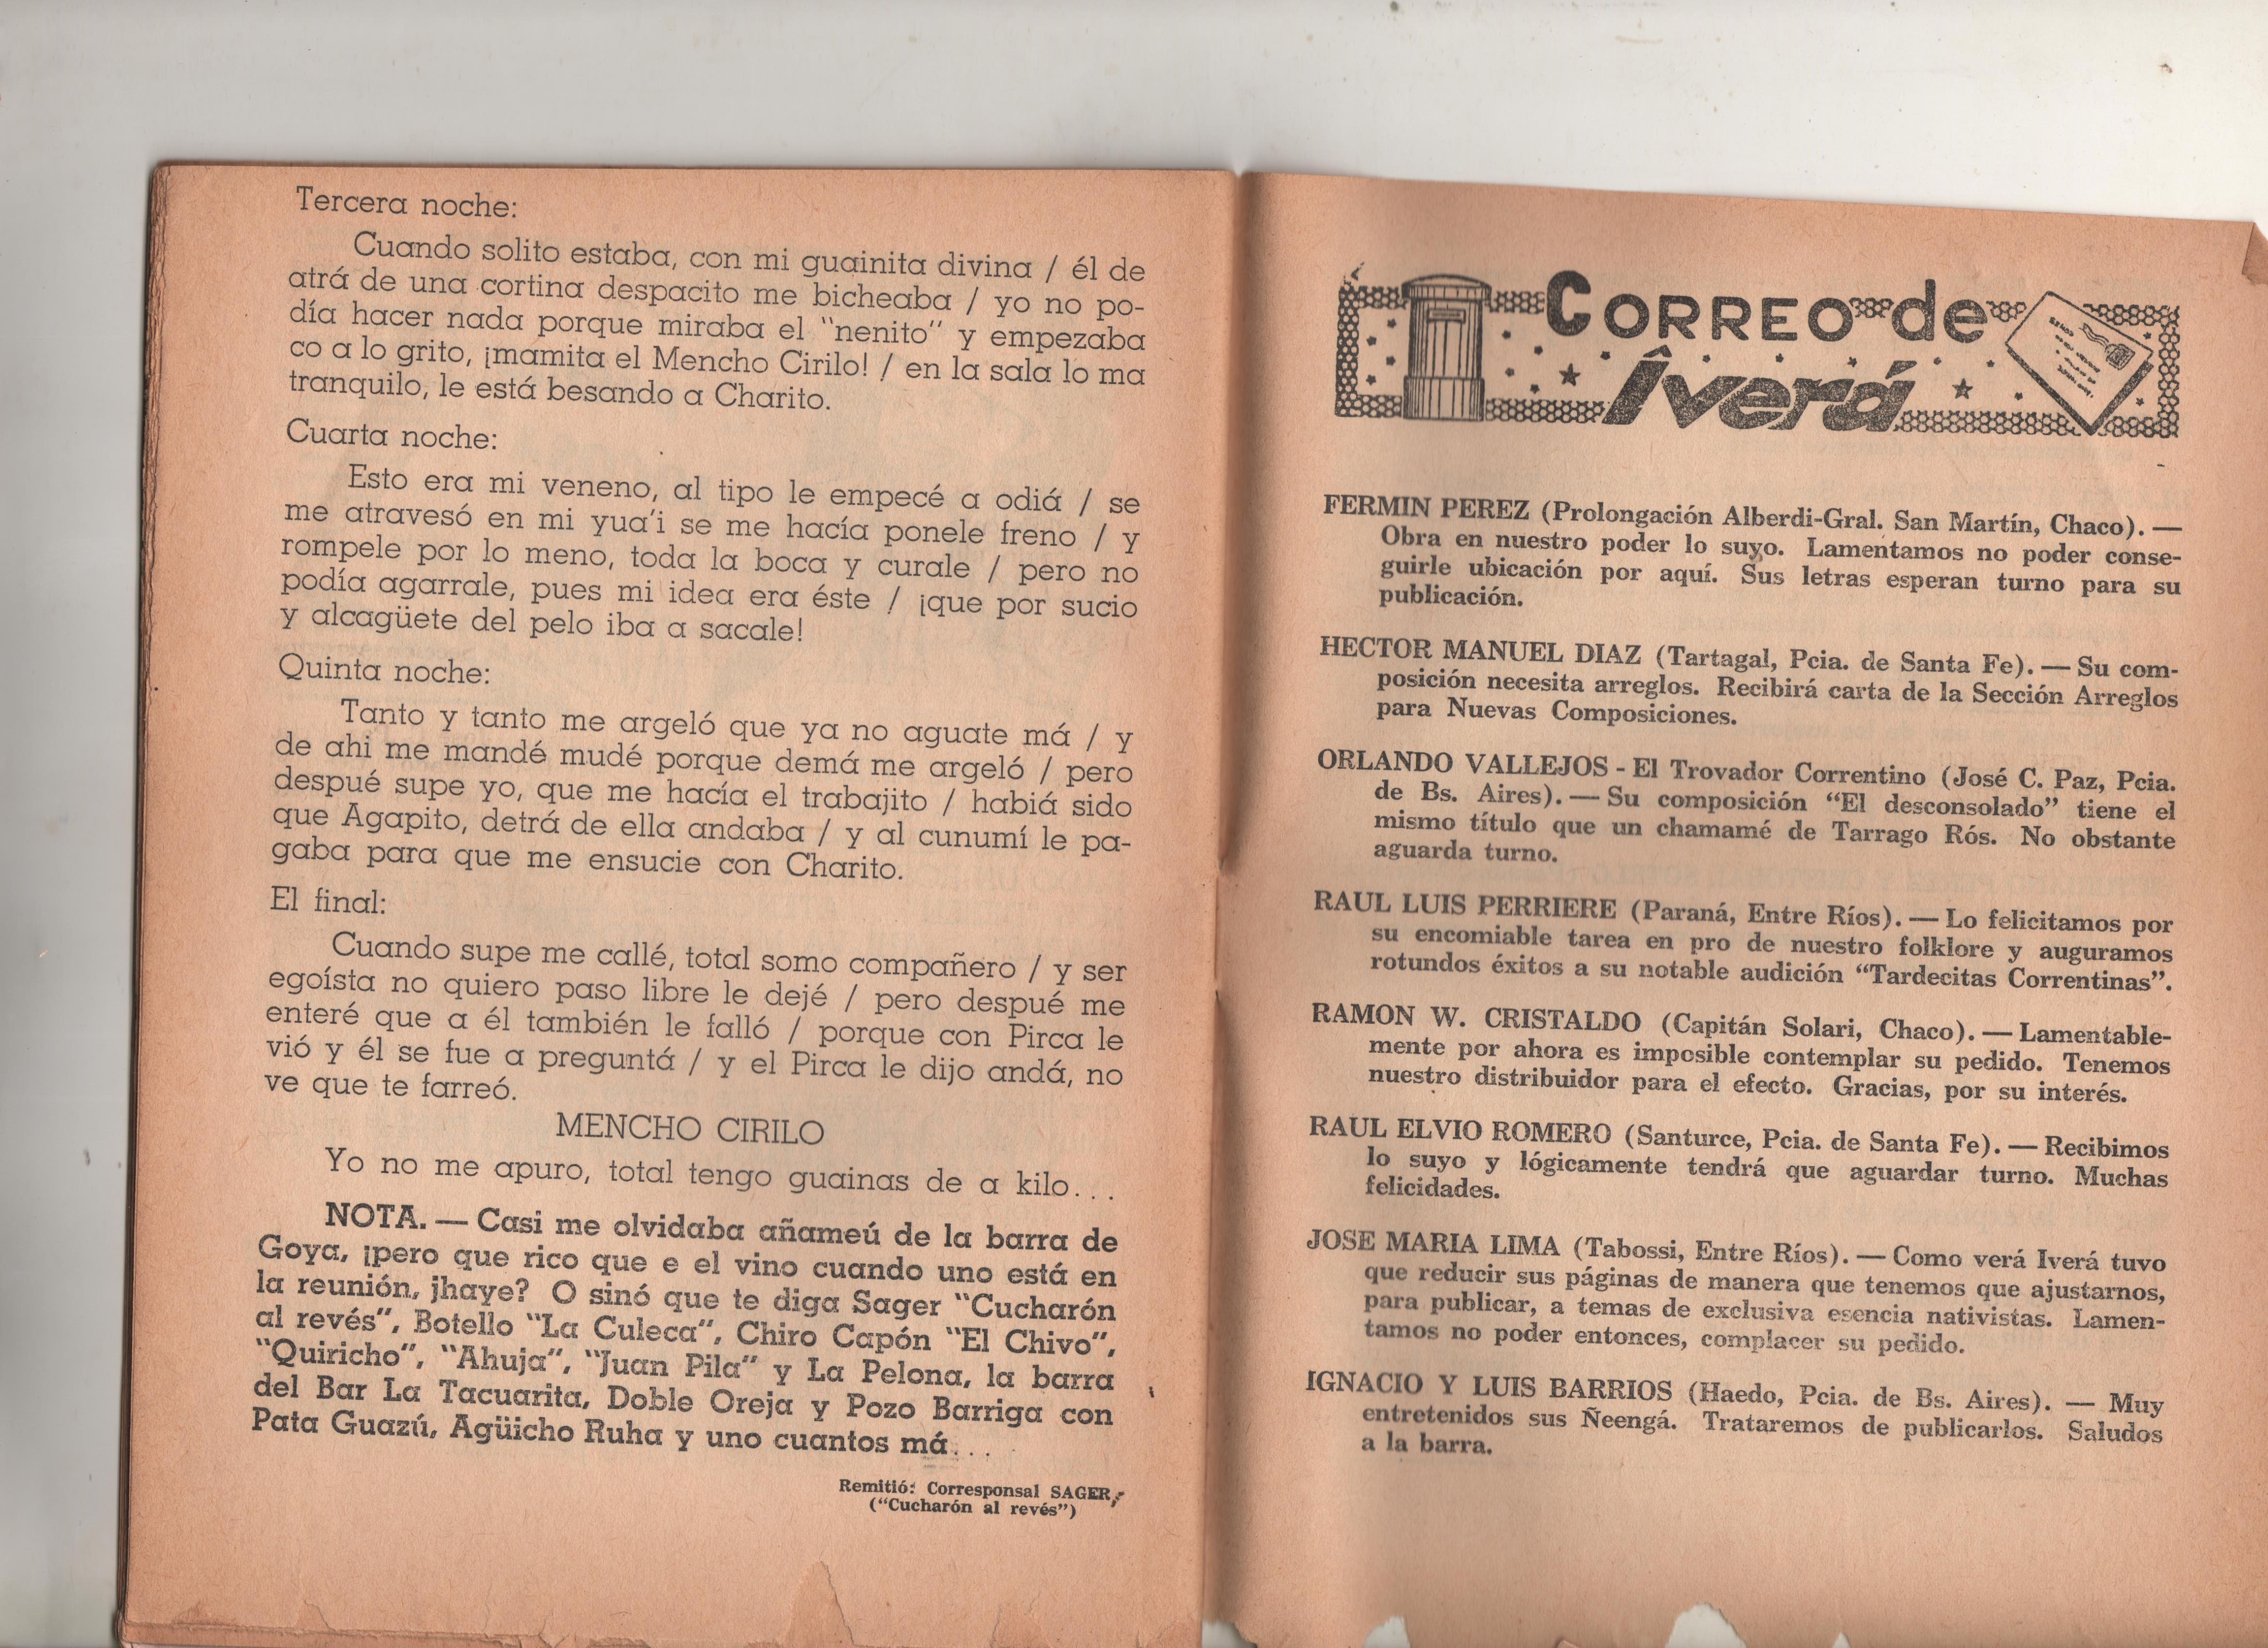 Tercera noche:
Cuando solito estaba, con mi guainita divina / él de
atrá de una cortina despacito me bicheaba / yo no po-
día hacer nada porque miraba el "nenito" y empezaba
co a lo grito, ¡mamita el Mencho Cirilo! / en la sala lo ma
tranquilo, le está besando a Charito.
Cuarta noche:
Esto era mi veneno, al tipo le empecé a odiá / se
me atravesó en mi yua'i se me hacía ponele freno / y
rompele por lo meno, toda la boca y curale / pero no
podía agarrale, pues mi idea era éste / ¡que por sucio
y alcagüete del pelo iba a sacale!
Quinta noche:
Tanto y tanto me argeló que ya no aguate má / y
de ahi me mandé mudé porque demá me argeló / pero
despué supe yo, que me hacía el trabajito / habiá sido
que Agapito, detrá de ella andaba / y al cunumí le pa-
gaba para que me ensucie con Charito.
El final:
Cuando supe me callé, total somo compañero / y ser
egoísta no quiero paso libre le dejé / pero despué me
enteré que a él también le falló / porque con Pirca le
vió y él se fue a preguntá / y el Pirca le dijo andá, no
ve que te farreó.
MENCHO CIRILO
Yo no me apuro, total tengo guainas de a kilo...
NOTA. — Casi me olvidaba añameú de la barra de
Goya, ¡pero que rico que e el vino cuando uno está en
la reunión, jhaye? O sinó que te diga Sager "Cucharón
al revés", Botello "La Culeca", Chiro Capón "El Chivo",
"Quiricho", "Ahuja", "Juan Pila" y La Pelona, la barra
del Bar La Tacuarita, Doble Oreja y Pozo Barriga con
Pata Guazú, Agüicho Ruha y uno cuantos má...
Remitió: Corresponsal SAGER,
("Cucharón al revés")
CORREO de
Îverá
FERMIN PEREZ (Prolongación Alberdi-Gral. San Martín, Chaco). —
Obra en nuestro poder lo suyo. Lamentamos no poder conse-
guirle ubicación por aquí. Sus letras esperan turno para su
publicación.
HECTOR MANUEL DIAZ (Tartagal, Pcia. de Santa Fe). — Su com-
posición necesita arreglos. Recibirá carta de la Sección Arreglos
para Nuevas Composiciones.
ORLANDO VALLEJOS - El Trovador Correntino (José C. Paz, Pcia.
de Bs. Aires). — Su composición "El desconsolado" tiene el
mismo título que un chamamé de Tarrago Rós. No obstante
aguarda turno.
RAUL LUIS PERRIERE (Paraná, Entre Ríos). — Lo felicitamos por
su encomiable tarea en pro de nuestro folklore y auguramos
rotundos éxitos a su notable audición "Tardecitas Correntinas".
RAMON W. CRISTALDO (Capitán Solari, Chaco). — Lamentable-
mente por ahora es imposible contemplar su pedido. Tenemos
nuestro distribuidor para el efecto. Gracias, por su interés.
RAUL ELVIO ROMERO (Santurce, Pcia. de Santa Fe). — Recibimos
lo suyo y lógicamente tendrá que aguardar turno. Muchas
felicidades.
JOSE MARIA LIMA (Tabossi, Entre Ríos). — Como verá Iverá tuvo
que reducir sus páginas de manera que tenemos que ajustarnos,
para publicar, a temas de exclusiva esencia nativistas. Lamen-
tamos no poder entonces, complacer su pedido.
IGNACIO Y LUIS BARRIOS (Haedo, Pcia. de Bs. Aires). — Muy
entretenidos sus Ñeengá. Trataremos de publicarlos. Saludos
a la barra.